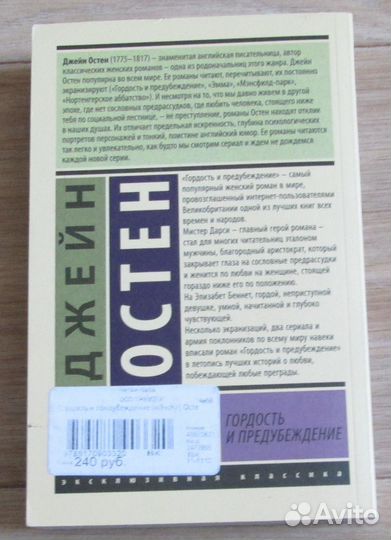 Джейн Остен (1775–1817) – знаменитая английская писательница, автор
классических женских романов – одна из родоначальниц этого жанра. Джейн
Остен популярна во всем мире. Ее романы читают, перечитывают, их постоянно
экранизируют («Гордость и предубеждение», «Эмма», «Мэнсфилд-парк»,
«Нортенгерское аббатство»). И несмотря на то, что мы давно живем в другой
эпохе, где нет сословных предрассудков, где любить человека, стоящего ниже
тебя по социальной лестнице, – не преступление, романы Остен находят отклик
в наших душах. Их отличает предельная искренность, глубина психологических
портретов персонажей и тонкий, поистине английский юмор. Ее романы читаются
так легко и увлекательно, как будто мы смотрим сериал и ждем не дождемся
каждой новой серии.
ДЖЕЙН
ОСТЕН
«Гордость и предубеждение» – самый
популярный женский роман в мире,
провозглашенный интернет-пользователями
Великобритании одной из лучших книг всех
времен и народов.
Мистер Дарси – главный герой романа –
стал для многих читательниц эталоном
мужчины, благородный аристократ, который
закрывает глаза на сословные предрассудки
и женится по любви на женщине, стоящей
гораздо ниже его по положению.
На Элизабет Беннет, гордой, неприступной
девушке, умной, начитанной и глубоко
чувствующей.
Несколько экранизаций, два сериала и
армия поклонников по всему миру навеки
вписали роман «Гордость и предубеждение»
в летопись лучших историй о любви,
побеждающей любые преграды.
240 руб.
ГОРДОСТЬ
И ПРЕДУБЕЖДЕНИЕ
эксклюзивная классика
Avito